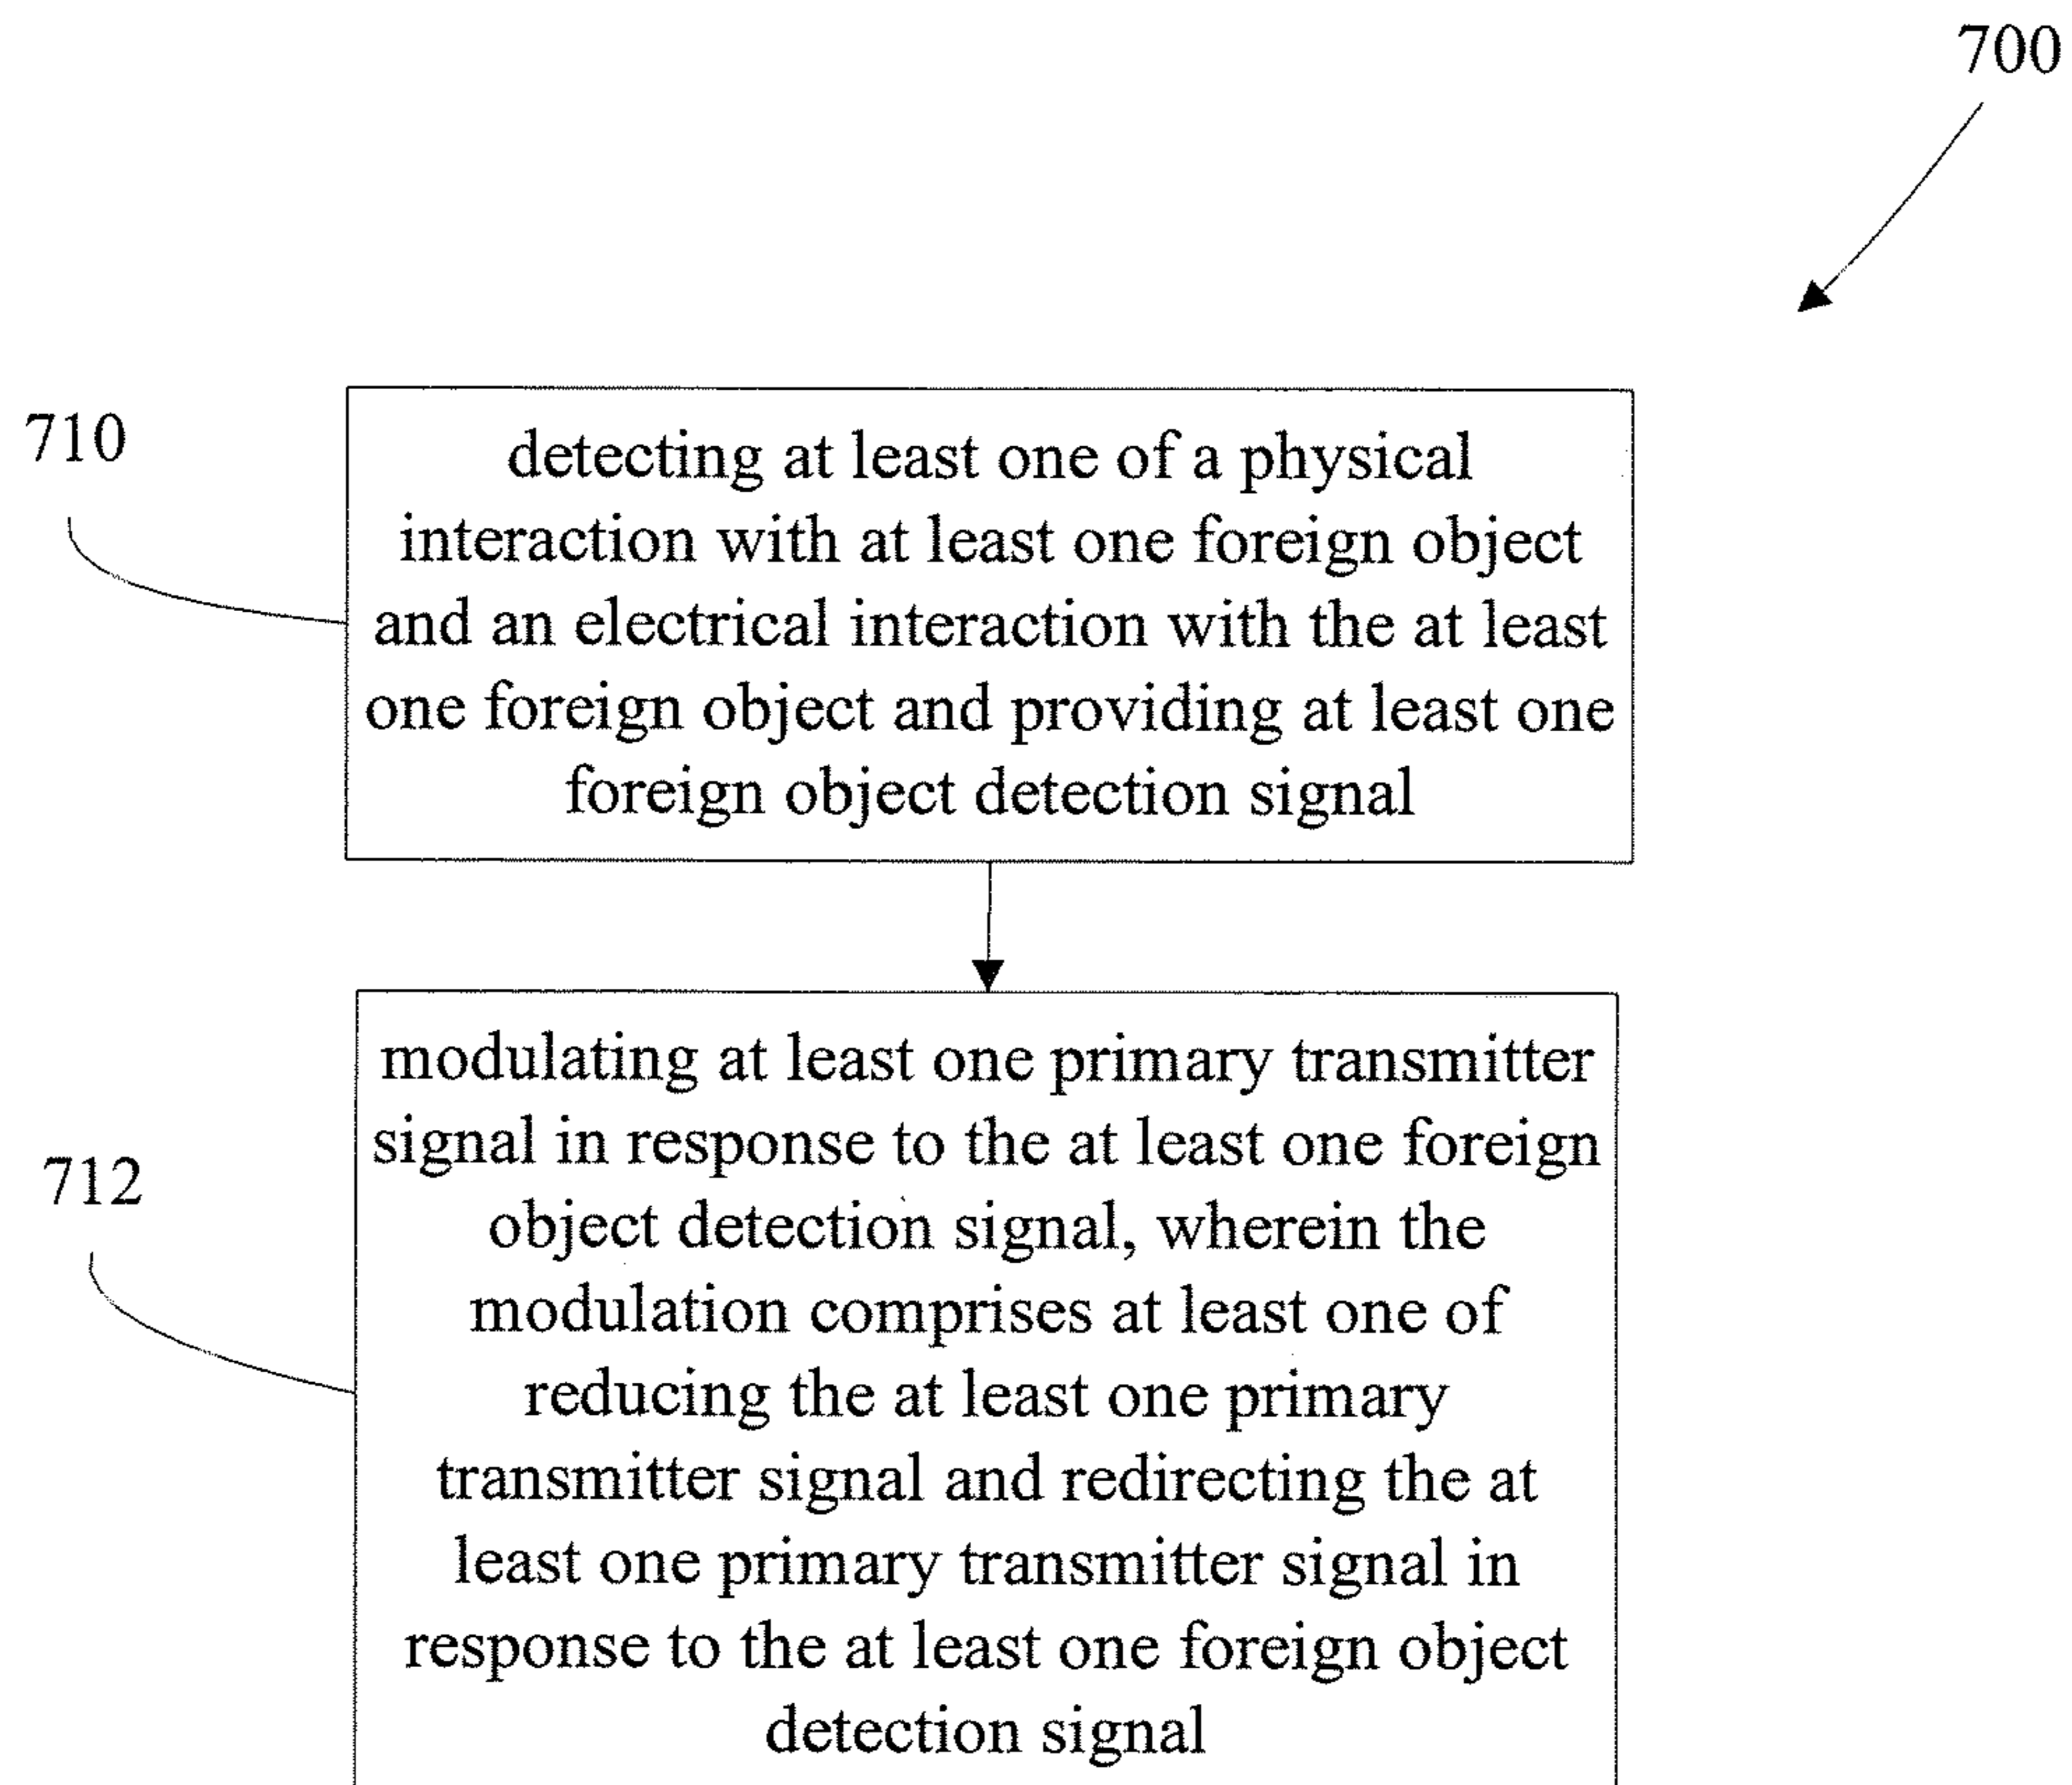 700
710
detecting at least one of a physical
interaction with at least one foreign object
and an electrical interaction with the at least
one foreign object and providing at least one
foreign object detection signal
712
modulating at least one primary transmitter
signal in response to the at least one foreign
object detection signal, wherein the
modulation comprises at least one of
reducing the at least one primary
transmitter signal and redirecting the at
least one primary transmitter signal in
response to the at least one foreign object
detection signal